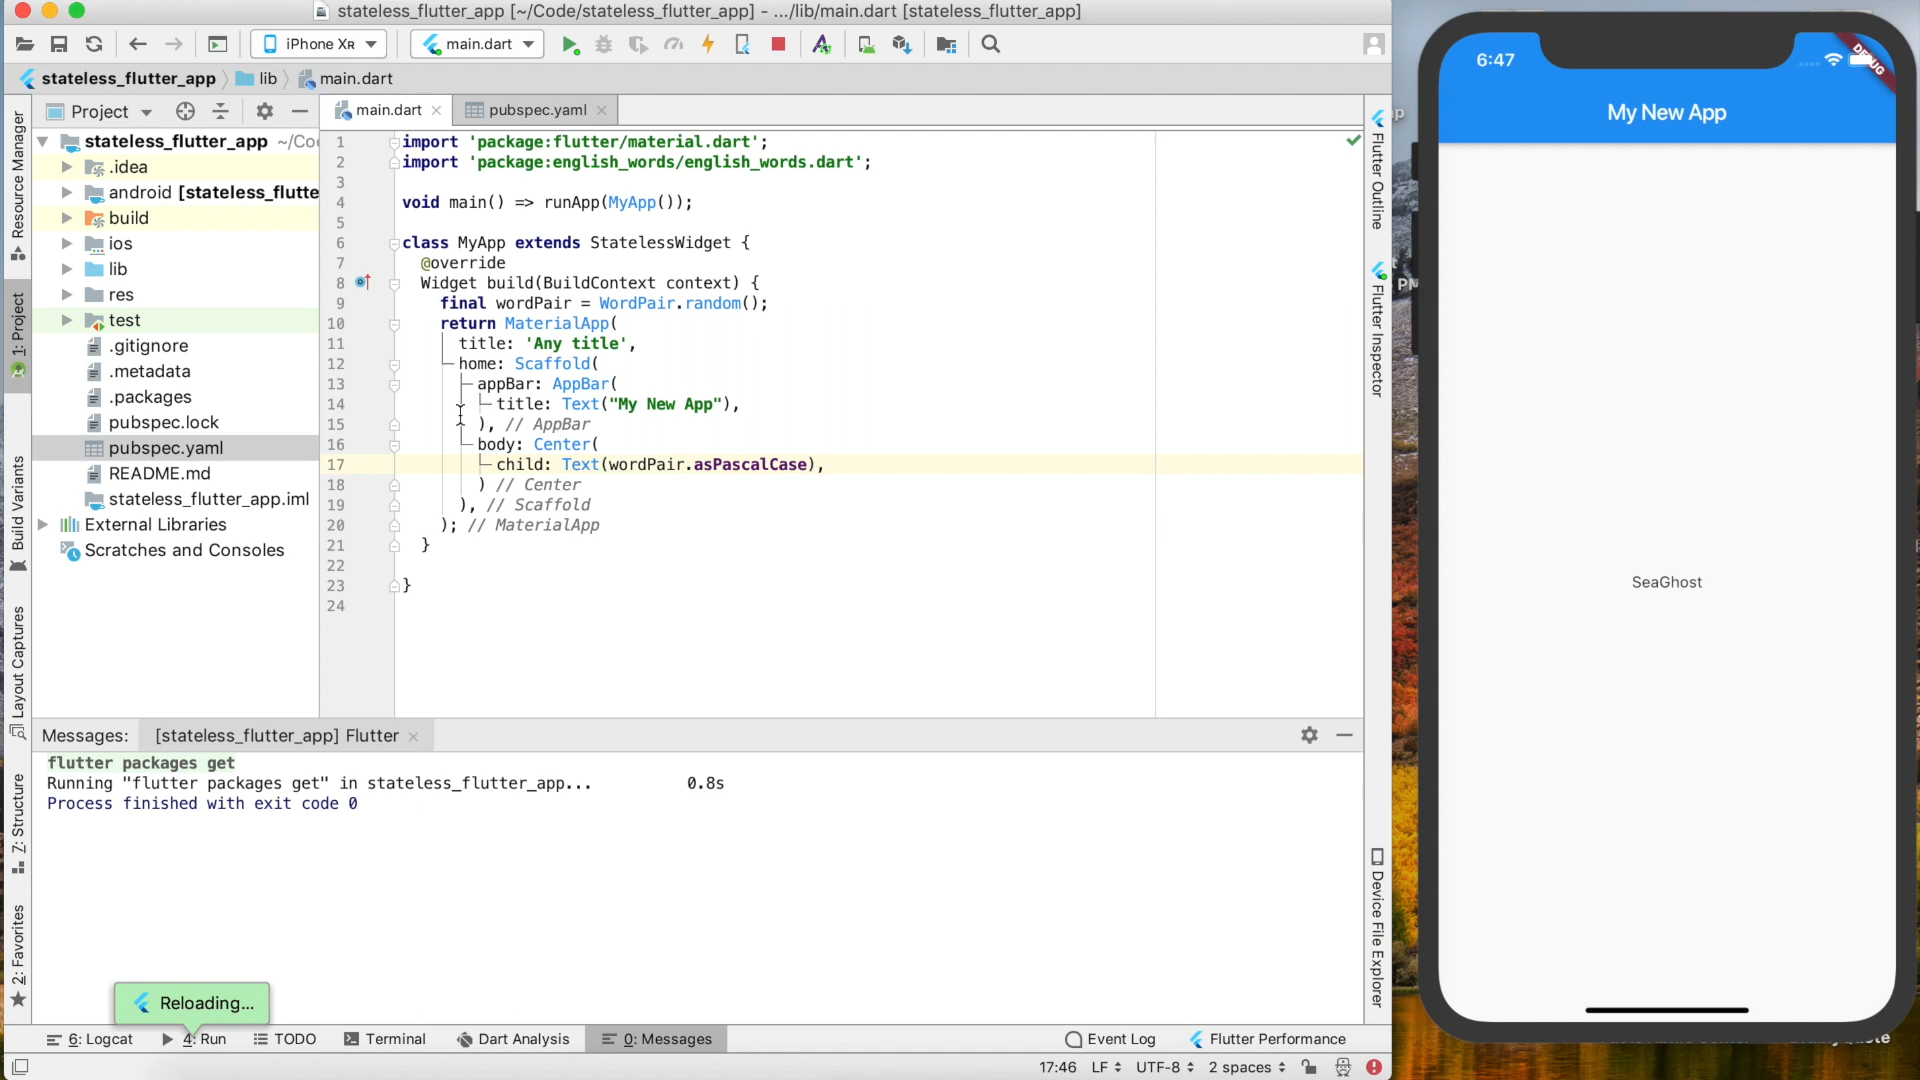 stateless_flutter_app [~/Code/stateless_flutter_app] - .../lib/main.dart [stateless_flutter_app]
iPhone XR
main.dart
stateless_flutter_app
lib
main.dart
Project
main.dart
pubspec.yaml
stateless_flutter_app ~/Co
.idea
android [stateless_flutte
build
ios
lib
res
test
.gitignore
.metadata
.packages
pubspec.lock
pubspec.yaml
README.md
stateless_flutter_app.iml
External Libraries
Scratches and Consoles
Resource Manager
1: Project
Build Variants
Layout Captures
Z: Structure
2: Favorites
1 import 'package:flutter/material.dart';
2 import 'package:english_words/english_words.dart';
3
4 void main() => runApp(MyApp());
5
6 class MyApp extends StatelessWidget {
7 @override
8 Widget build(BuildContext context) {
9 final wordPair = WordPair.random();
10 return MaterialApp(
11 title: 'Any title',
12 home: Scaffold(
13 appBar: AppBar(
14 title: Text("My New App"),
15 ), // AppBar
16 body: Center(
17 child: Text(wordPair.asPascalCase),
18 ) // Center
19 ), // Scaffold
20 ); // MaterialApp
21 }
22
23 }
24
Flutter Outline
Flutter Inspector
Device File Explorer
Messages:
[stateless_flutter_app] Flutter
flutter packages get
Running "flutter packages get" in stateless_flutter_app... 0.8s
Process finished with exit code 0
Reloading...
6: Logcat
4: Run
TODO
Terminal
Dart Analysis
0: Messages
Event Log
Flutter Performance
17:46
LF
UTF-8
2 spaces
6:47
DEBUG
My New App
SeaGhost